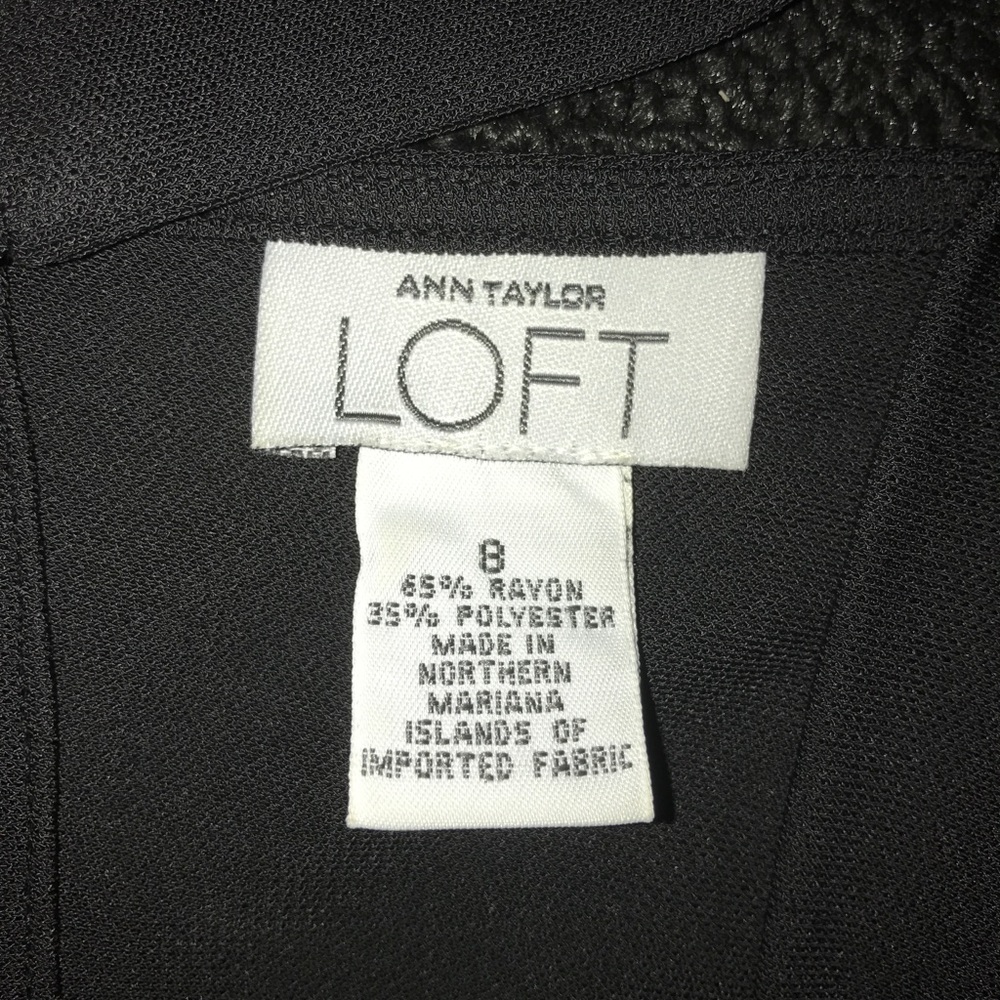 ANN TAYLOR
LOFT
8
65% RAYON
35% POLYESTER
MADE IN
NORTHERN
MARIANA
ISLANDS OF
IMPORTED FABRIC